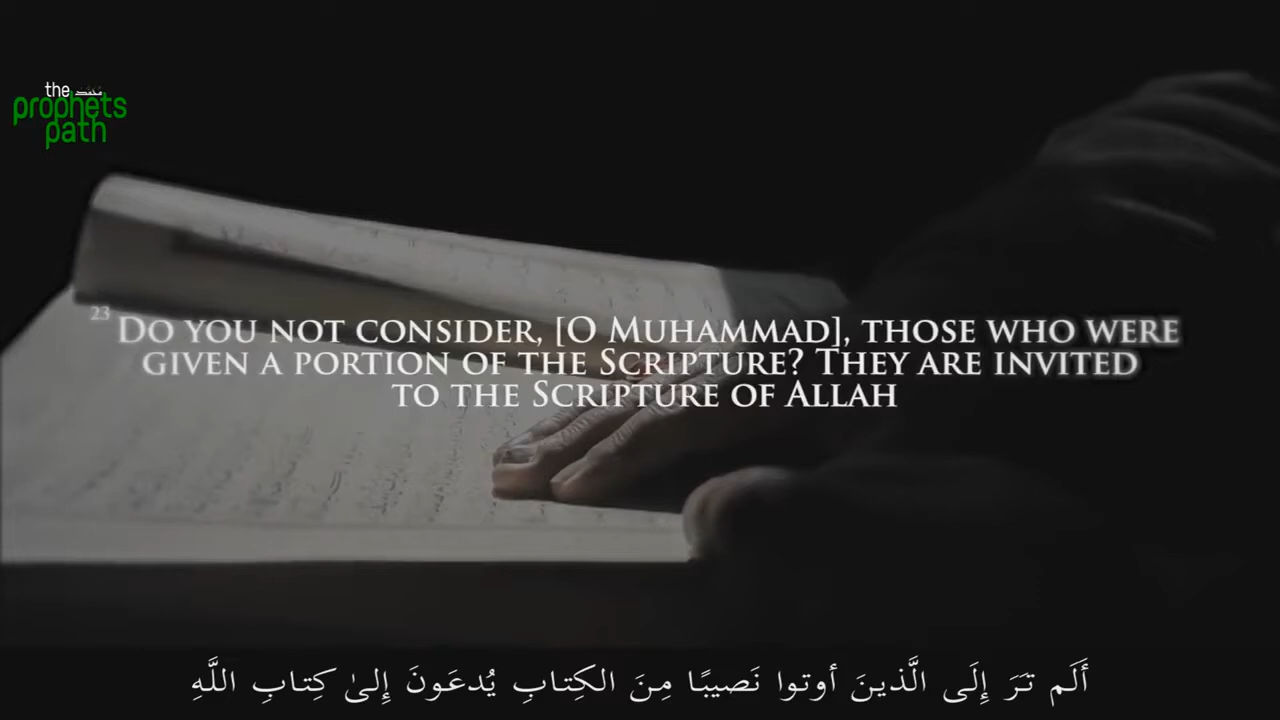 the مُحَمَّد
prophets
path
23 Do you not consider, [O Muhammad], those who were
given a portion of the Scripture? They are invited
to the Scripture of Allah
أَلَم تَرَ إِلَى الَّذينَ أوتوا نَصيبًا مِنَ الكِتابِ يُدعَونَ إِلىٰ كِتابِ اللَّهِ